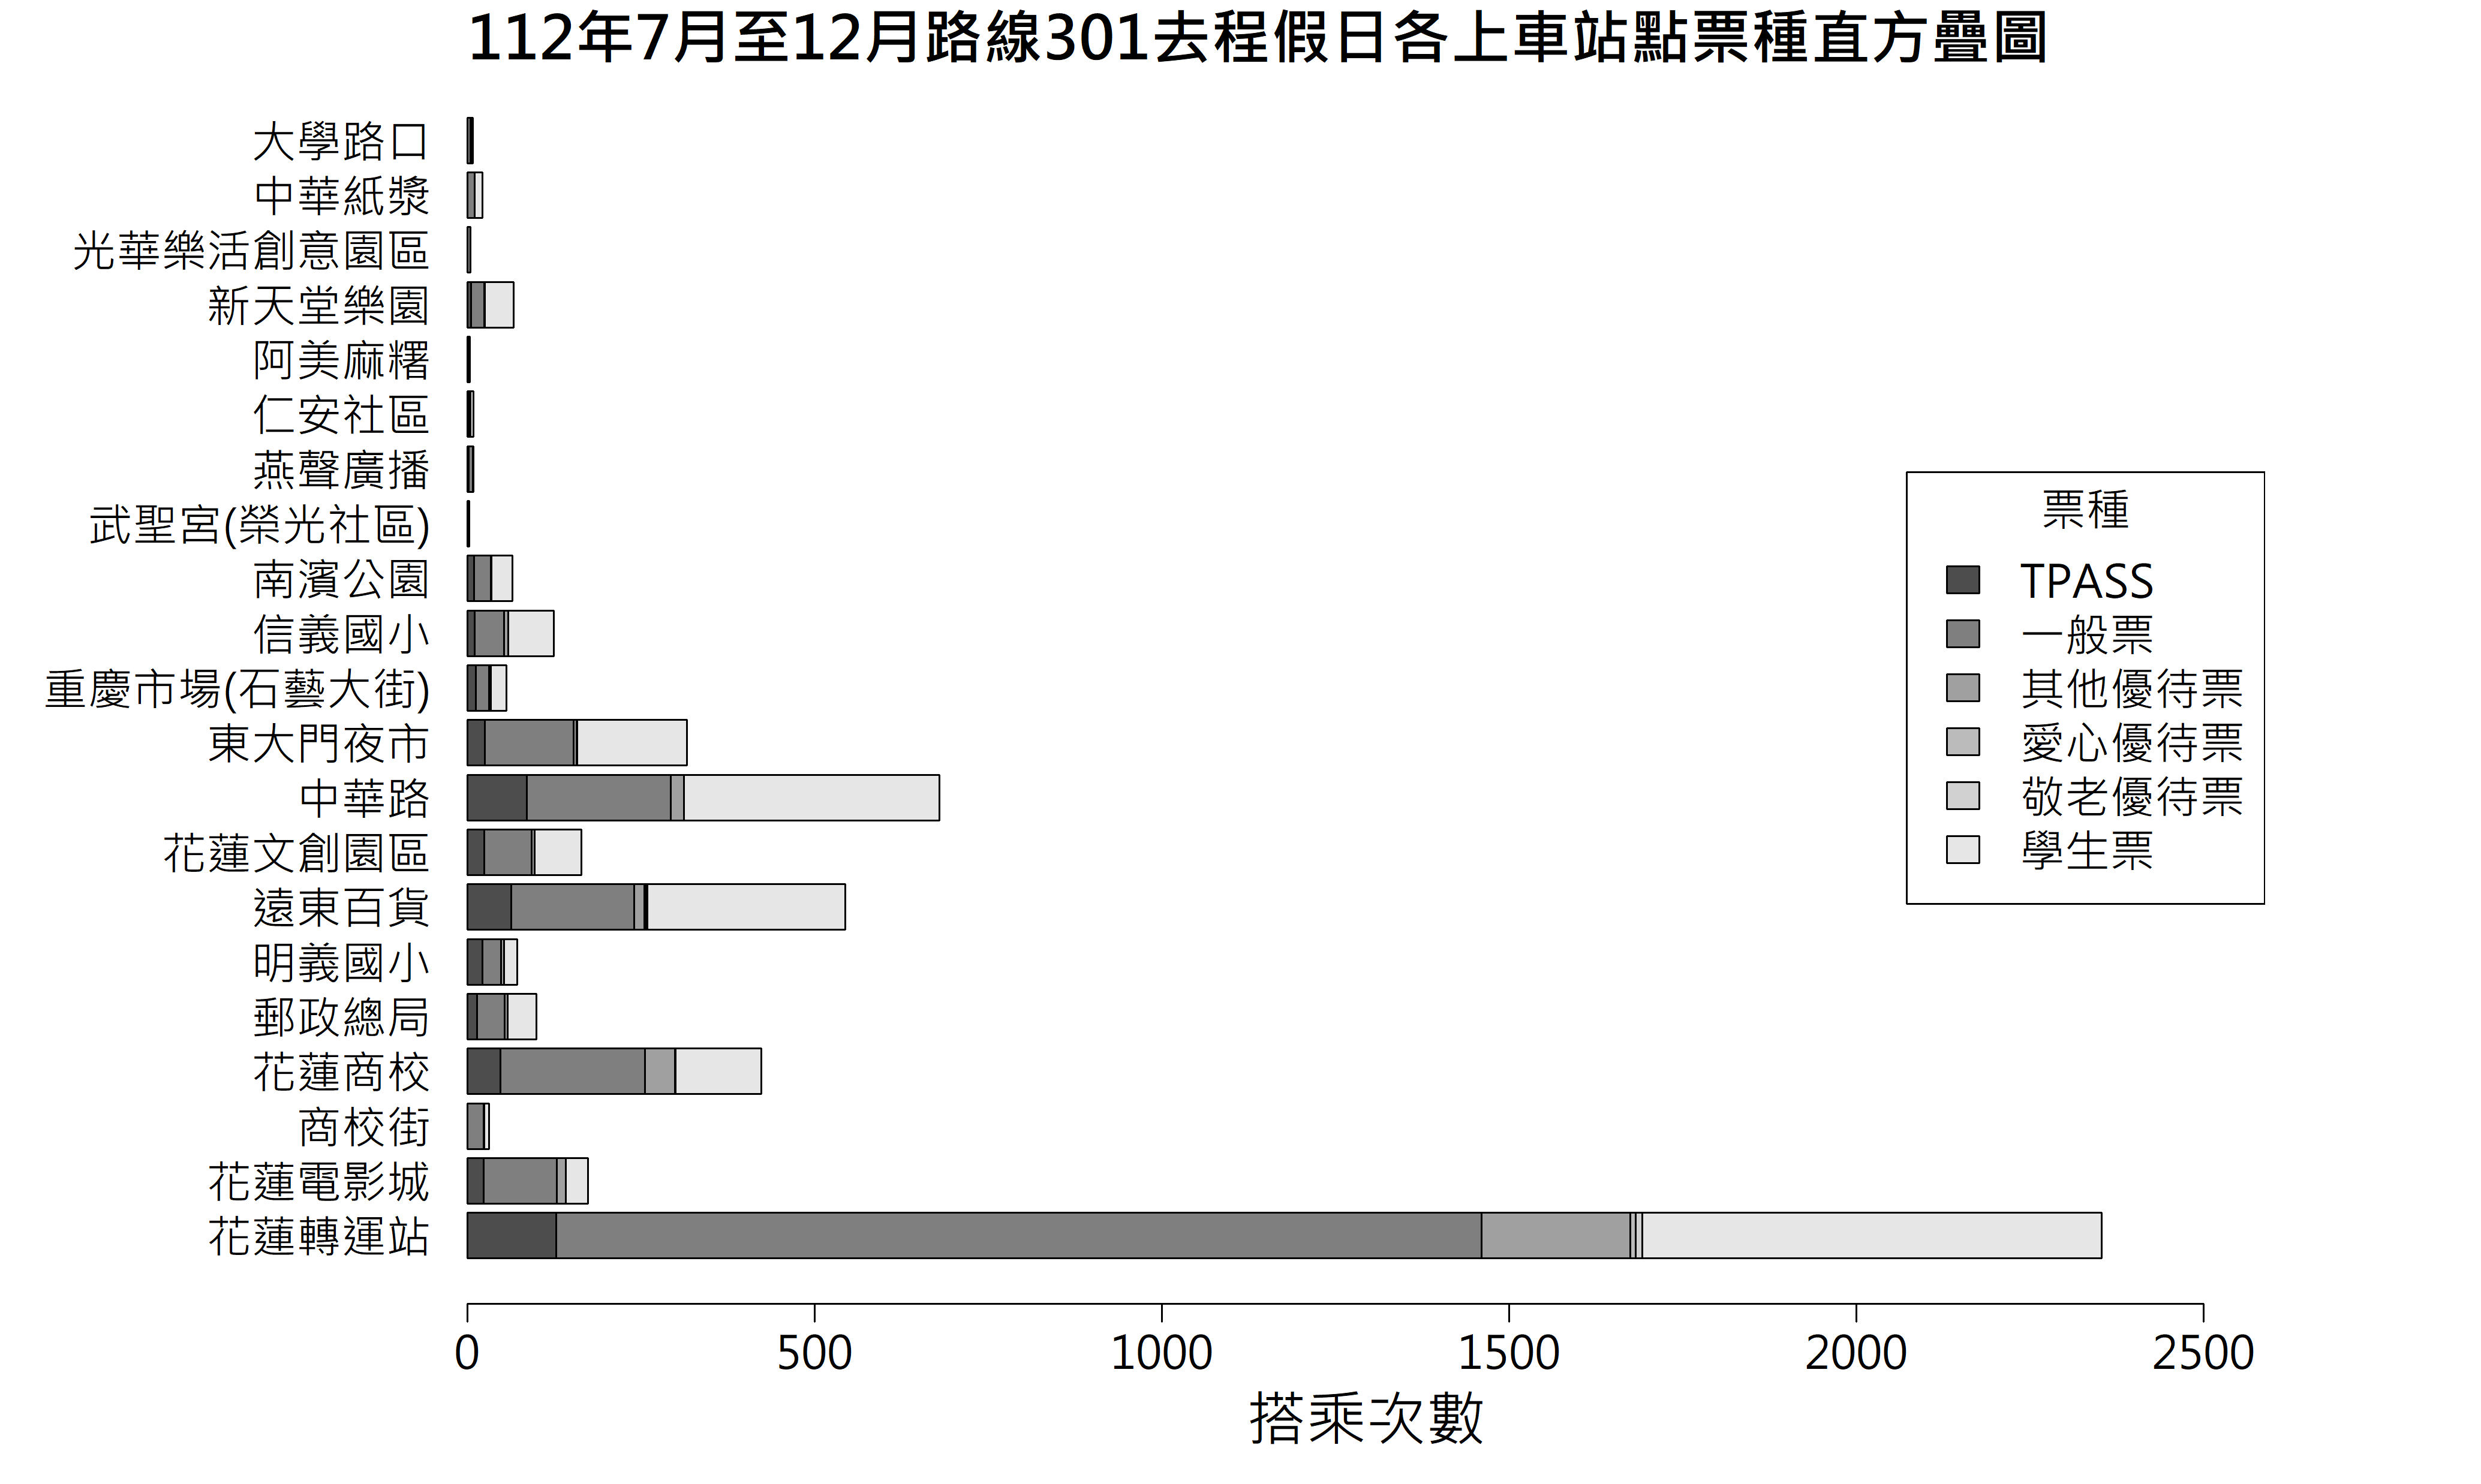 112年7月至12月路線301去程假日各上車站點票種直方疊圖
大學路口
中華紙漿
光華樂活創意園區
新天堂樂園
阿美麻糬
仁安社區
燕聲廣播
武聖宮(榮光社區)
南濱公園
信義國小
重慶市場(石藝大街)
東大門夜市
中華路
花蓮文創園區
遠東百貨
明義國小
郵政總局
花蓮商校
商校街
花蓮電影城
花蓮轉運站
票種
TPASS
一般票
其他優待票
愛心優待票
敬老優待票
學生票
0 500 1000 1500 2000 2500
搭乘次數